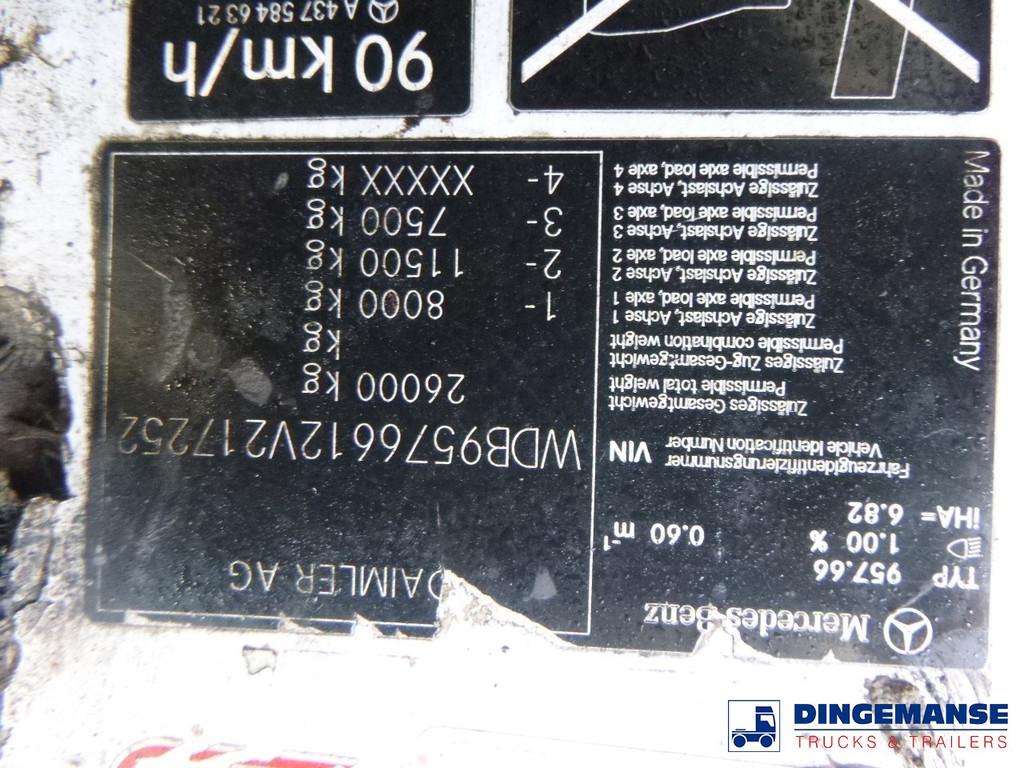 Mercedes-Benz
TYP 957.66
1.00 % 0.60 m⁻¹
iHA= 6.82
DAIMLER AG
Fahrzeugidentifizierungsnummer
Vehicle Identification Number VIN
WDB9576612V217252
Zulässiges Gesamtgewicht
Permissible total weight
26000 kg
Zulässiges Zug-Gesamtgewicht
Permissible combination weight
kg
Zulässige Achslast, Achse 1
Permissible axle load, axle 1
1- 8000 kg
Zulässige Achslast, Achse 2
Permissible axle load, axle 2
2- 11500 kg
Zulässige Achslast, Achse 3
Permissible axle load, axle 3
3- 7500 kg
Zulässige Achslast, Achse 4
Permissible axle load, axle 4
4- XXXXX kg
Made in Germany
90 km/h
A 437 584 63 21
DINGEMANSE
TRUCKS & TRAILERS